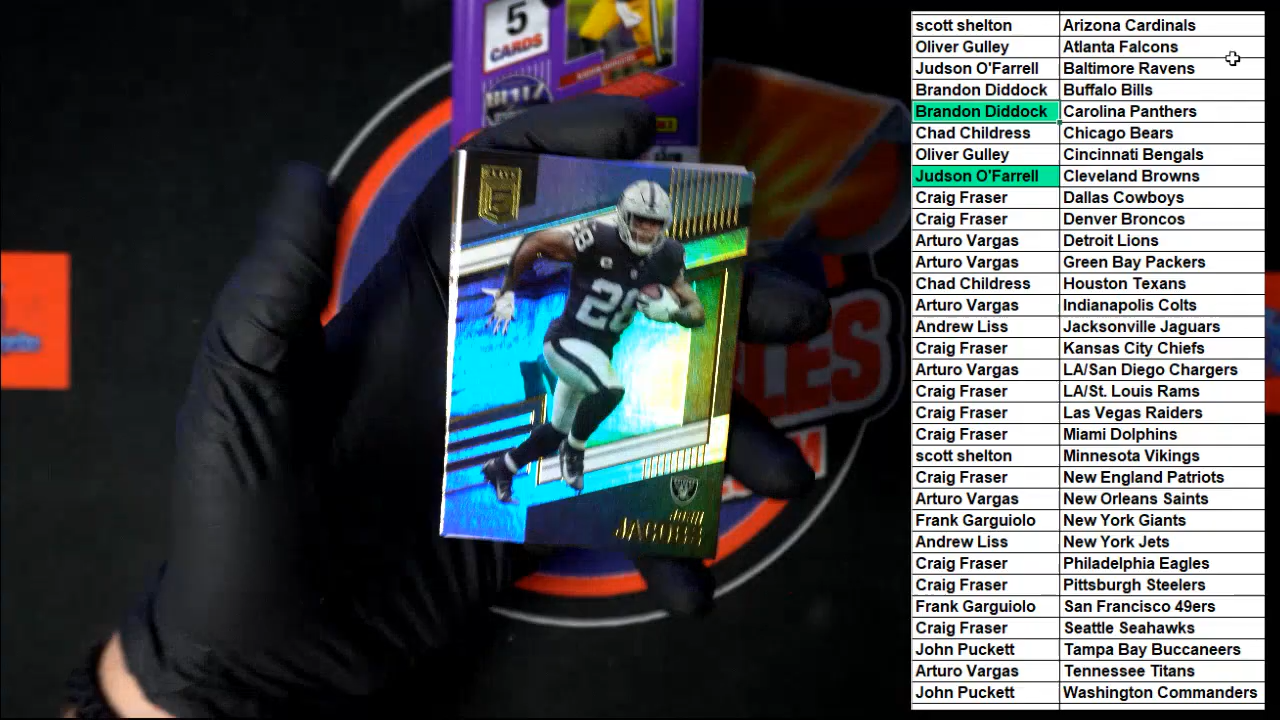 5
CARDS
BLITZ
28
28
JOSH
JACOBS
scott shelton Arizona Cardinals
Oliver Gulley Atlanta Falcons
Judson O'Farrell Baltimore Ravens
Brandon Diddock Buffalo Bills
Brandon Diddock Carolina Panthers
Chad Childress Chicago Bears
Oliver Gulley Cincinnati Bengals
Judson O'Farrell Cleveland Browns
Craig Fraser Dallas Cowboys
Craig Fraser Denver Broncos
Arturo Vargas Detroit Lions
Arturo Vargas Green Bay Packers
Chad Childress Houston Texans
Arturo Vargas Indianapolis Colts
Andrew Liss Jacksonville Jaguars
Craig Fraser Kansas City Chiefs
Arturo Vargas LA/San Diego Chargers
Craig Fraser LA/St. Louis Rams
Craig Fraser Las Vegas Raiders
Craig Fraser Miami Dolphins
scott shelton Minnesota Vikings
Craig Fraser New England Patriots
Arturo Vargas New Orleans Saints
Frank Garguiolo New York Giants
Andrew Liss New York Jets
Craig Fraser Philadelphia Eagles
Craig Fraser Pittsburgh Steelers
Frank Garguiolo San Francisco 49ers
Craig Fraser Seattle Seahawks
John Puckett Tampa Bay Buccaneers
Arturo Vargas Tennessee Titans
John Puckett Washington Commanders